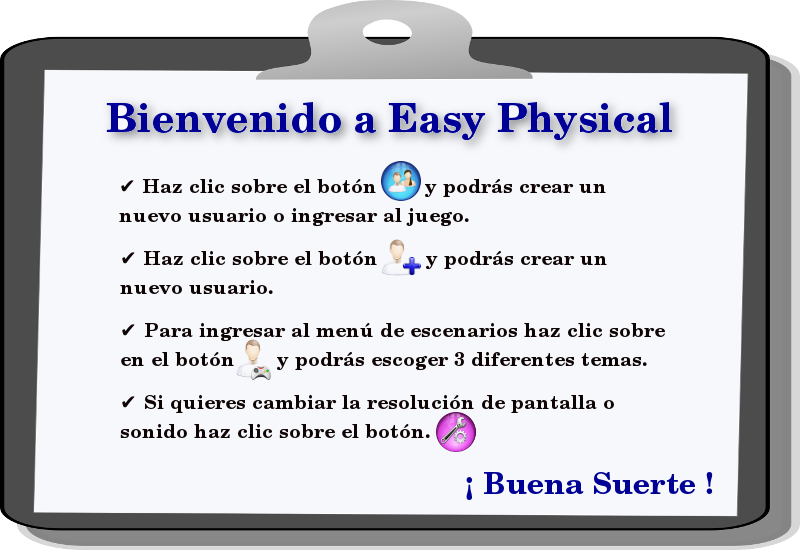 Bienvenido a Easy Physical
✔ Haz clic sobre el botón y podrás crear un
nuevo usuario o ingresar al juego.
✔ Haz clic sobre el botón y podrás crear un
nuevo usuario.
✔ Para ingresar al menú de escenarios haz clic sobre
en el botón y podrás escoger 3 diferentes temas.
✔ Si quieres cambiar la resolución de pantalla o
sonido haz clic sobre el botón.
¡ Buena Suerte !